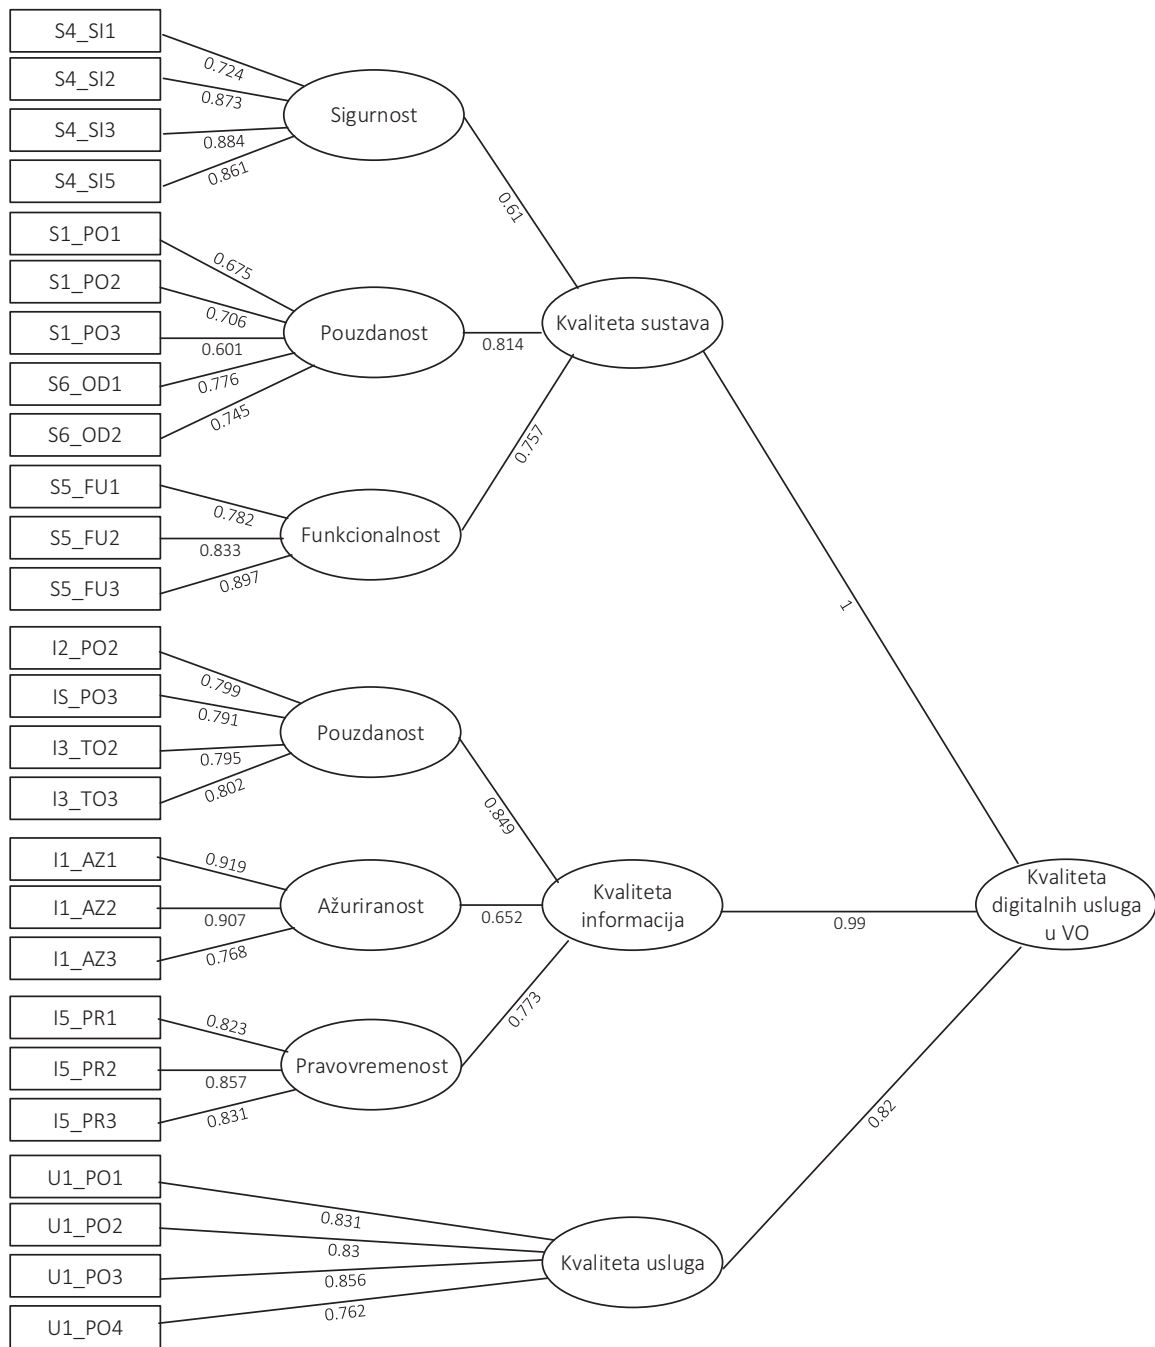 S4_SI1
S4_SI2
S4_SI3
S4_SI5
0.724
0.873
0.884
0.861
Sigurnost
0.61
S1_PO1
S1_PO2
S1_PO3
S6_OD1
S6_OD2
0.675
0.706
0.601
0.776
0.745
Pouzdanost
0.814
Kvaliteta sustava
S5_FU1
S5_FU2
S5_FU3
0.782
0.833
0.897
Funkcionalnost
0.757
1
I2_PO2
IS_PO3
I3_TO2
I3_TO3
0.799
0.791
0.795
0.802
Pouzdanost
0.849
I1_AZ1
I1_AZ2
I1_AZ3
0.919
0.907
0.768
Ažuriranost
0.652
Kvaliteta
informacija
0.99
Kvaliteta
digitalnih usluga
u VO
I5_PR1
I5_PR2
I5_PR3
0.823
0.857
0.831
Pravovremenost
0.773
U1_PO1
U1_PO2
U1_PO3
U1_PO4
0.831
0.83
0.856
0.762
Kvaliteta usluga
0.82